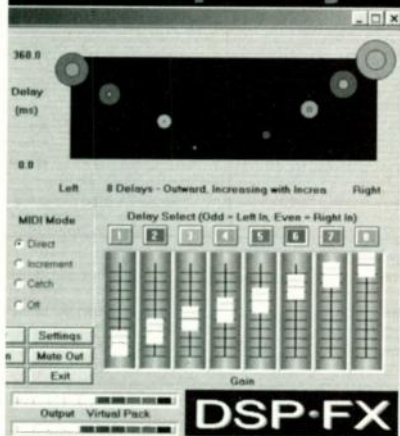 360.0
Delay
(ms)
0.0
Left 8 Delays - Outward, Increasing with Increa Right
MIDI Mode
Delay Select (Odd = Left In, Even = Right In)
1 2 3 4 5 6 7 8
Direct
Increment
Catch
Off
Settings
Mute Out
Exit
Gain
Output Virtual Pack
DSP•FX